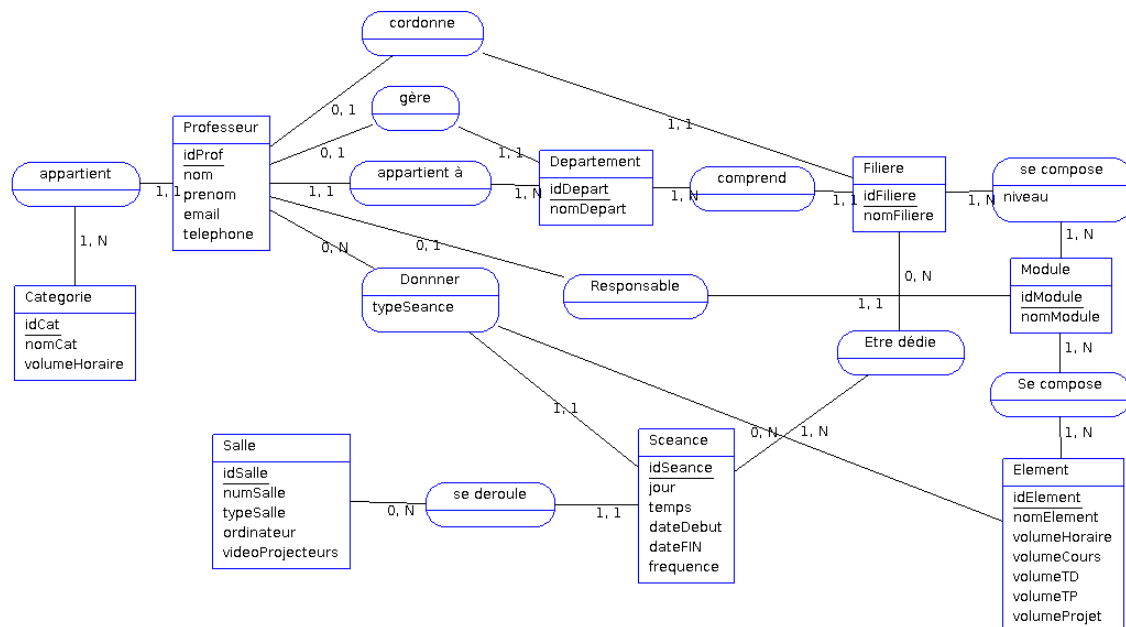 cordonne
0, 1
1, 1
gère
0, 1
1, 1
Professeur
idProf
nom
prenom
email
telephone
appartient
1, 1
1, N
appartient à
1, 1
1, N
Departement
idDepart
nomDepart
comprend
1, N
1, 1
Filiere
idFiliere
nomFiliere
se compose
niveau
1, N
1, N
0, 1
0, N
Donnner
typeSeance
Responsable
1, 1
0, N
Module
idModule
nomModule
Categorie
idCat
nomCat
volumeHoraire
Etre dédie
1, N
Se compose
1, N
1, 1
0, N
1, N
Salle
idSalle
numSalle
typeSalle
ordinateur
videoProjecteurs
se deroule
0, N
1, 1
Sceance
idSeance
jour
temps
dateDebut
dateFIN
frequence
Element
idElement
nomElement
volumeHoraire
volumeCours
volumeTD
volumeTP
volumeProjet